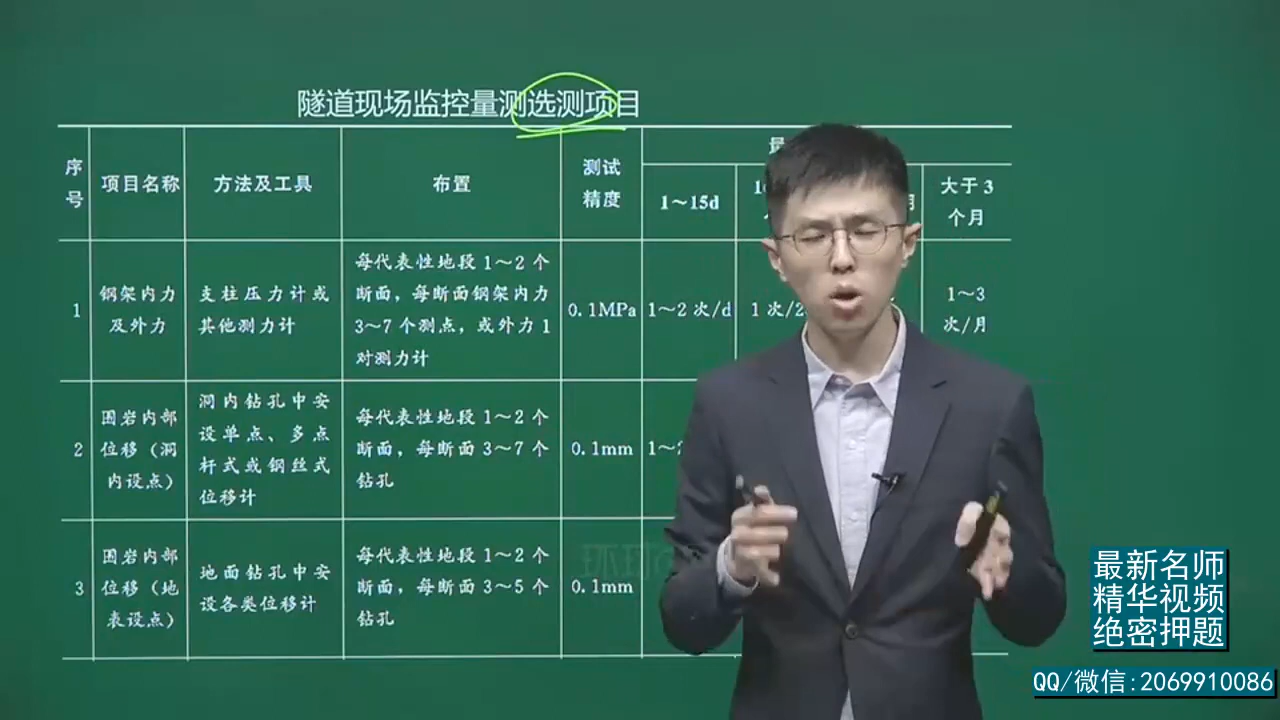 隧道现场监控量测选测项目
序号
项目名称
方法及工具
布置
测试
精度
1～15d
大于 3
个月
1
钢架内力
及外力
支柱压力计或
其他测力计
每代表性地段 1～2 个
断面，每断面钢架内力
3～7 个测点，或外力 1
对测力计
0.1MPa
1～2 次/d
1 次/2
1～3
次/月
2
围岩内部
位移（洞
内设点）
洞内钻孔中安
设单点、多点
杆式或钢丝式
位移计
每代表性地段 1～2 个
断面，每断面 3～7 个
钻孔
0.1mm
1～
3
围岩内部
位移（地
表设点）
地面钻孔中安
设各类位移计
每代表性地段 1～2 个
断面，每断面 3～5 个
钻孔
0.1mm
环球
最新名师
精华视频
绝密押题
QQ/微信:2069910086